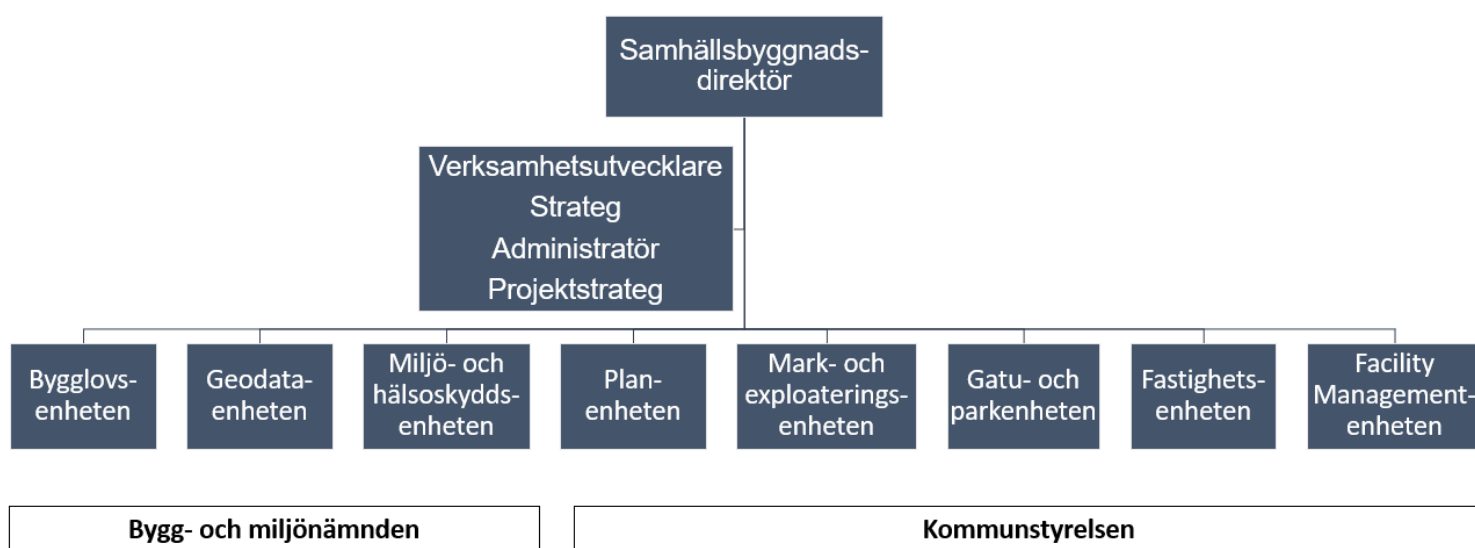 Samhällsbyggnads-
direktör
Verksamhetsutvecklare
Strateg
Administratör
Projektstrateg
Bygglovs-
enheten
Geodata-
enheten
Miljö- och
hälsoskydds-
enheten
Plan-
enheten
Mark- och
exploaterings-
enheten
Gatu- och
parkenheten
Fastighets-
enheten
Facility
Management-
enheten
Bygg- och miljönämnden
Kommunstyrelsen